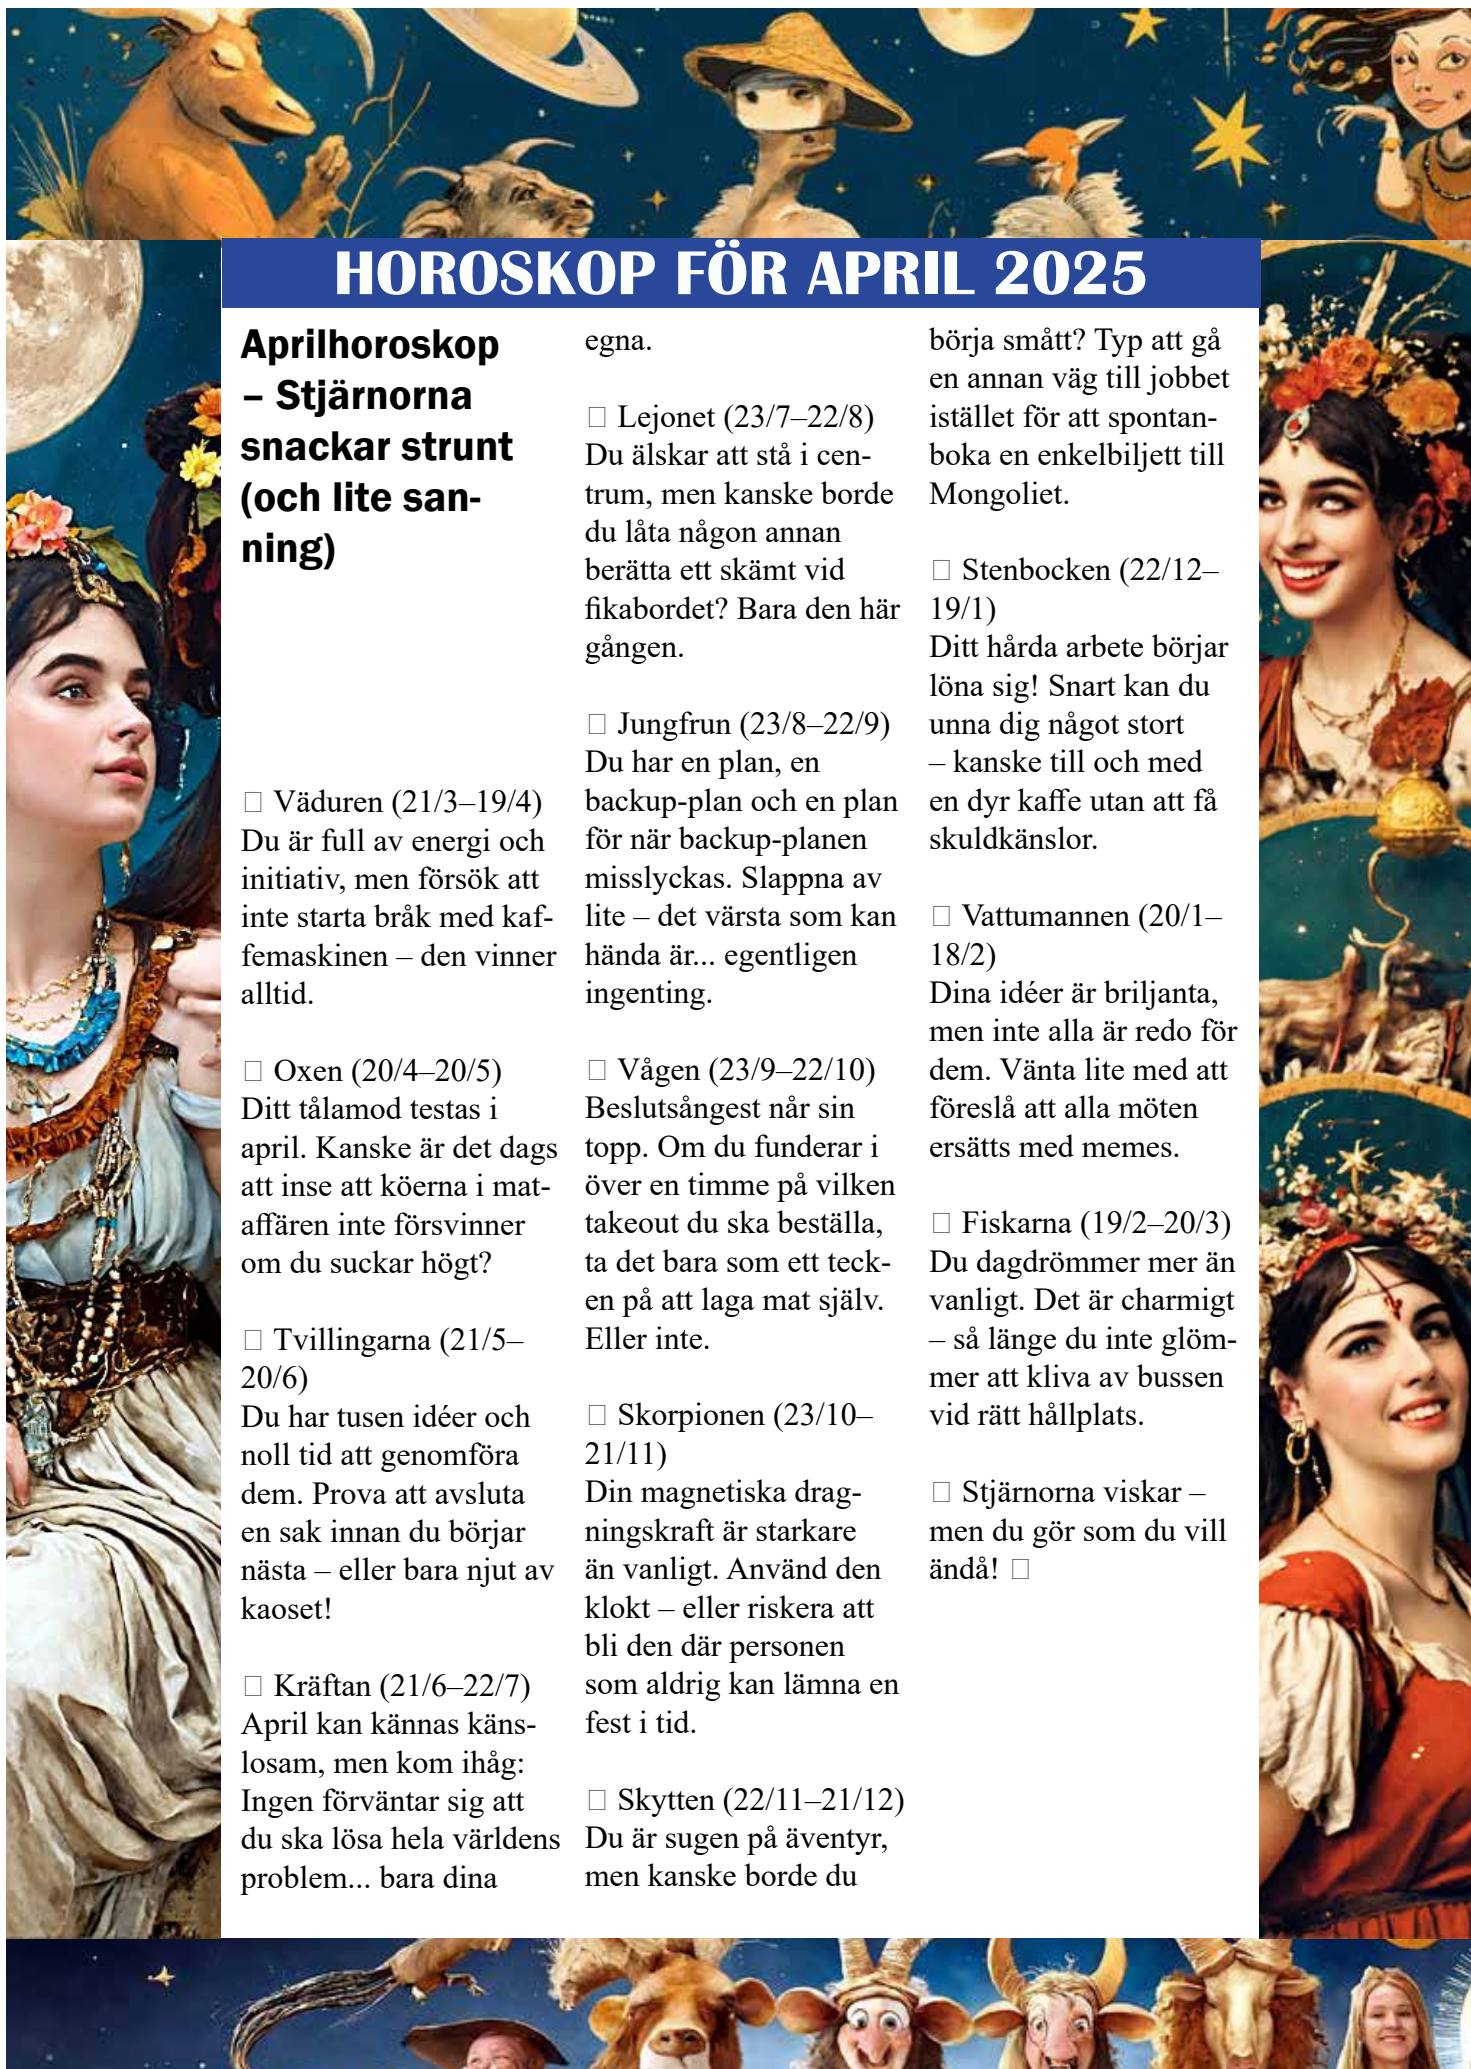 HOROSKOP FÖR APRIL 2025
Aprilhoroskop
– Stjärnorna
snackar strunt
(och lite san-
ning)
□ Väduren (21/3–19/4)
Du är full av energi och
initiativ, men försök att
inte starta bråk med kaf-
femaskinen – den vinner
alltid.
□ Oxen (20/4–20/5)
Ditt tålamod testas i
april. Kanske är det dags
att inse att köerna i mat-
affären inte försvinner
om du suckar högt?
□ Tvillingarna (21/5–
20/6)
Du har tusen idéer och
noll tid att genomföra
dem. Prova att avsluta
en sak innan du börjar
nästa – eller bara njut av
kaoset!
□ Kräftan (21/6–22/7)
April kan kännas käns-
losam, men kom ihåg:
Ingen förväntar sig att
du ska lösa hela världens
problem... bara dina
egna.
□ Lejonet (23/7–22/8)
Du älskar att stå i cen-
trum, men kanske borde
du låta någon annan
berätta ett skämt vid
fikabordet? Bara den här
gången.
□ Jungfrun (23/8–22/9)
Du har en plan, en
backup-plan och en plan
för när backup-planen
misslyckas. Slappna av
lite – det värsta som kan
hända är... egentligen
ingenting.
□ Vågen (23/9–22/10)
Beslutsångest når sin
topp. Om du funderar i
över en timme på vilken
takeout du ska beställa,
ta det bara som ett teck-
en på att laga mat själv.
Eller inte.
□ Skorpionen (23/10–
21/11)
Din magnetiska drag-
ningskraft är starkare
än vanligt. Använd den
klokt – eller riskera att
bli den där personen
som aldrig kan lämna en
fest i tid.
□ Skytten (22/11–21/12)
Du är sugen på äventyr,
men kanske borde du
börja smått? Typ att gå
en annan väg till jobbet
istället för att spontan-
boka en enkelbiljett till
Mongoliet.
□ Stenbocken (22/12–
19/1)
Ditt hårda arbete börjar
löna sig! Snart kan du
unna dig något stort
– kanske till och med
en dyr kaffe utan att få
skuldkänslor.
□ Vattumannen (20/1–
18/2)
Dina idéer är briljanta,
men inte alla är redo för
dem. Vänta lite med att
föreslå att alla möten
ersätts med memes.
□ Fiskarna (19/2–20/3)
Du dagdrömmer mer än
vanligt. Det är charmigt
– så länge du inte glöm-
mer att kliva av bussen
vid rätt hållplats.
□ Stjärnorna viskar –
men du gör som du vill
ändå! □